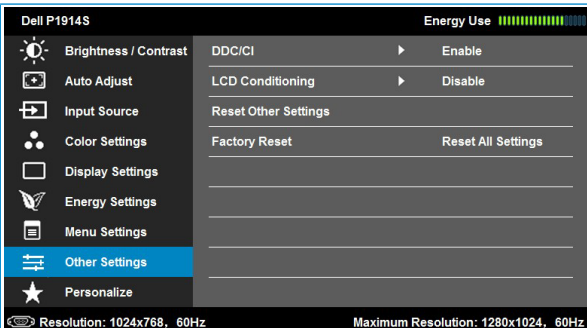 Dell P1914S Energy Use
Brightness / Contrast DDC/CI Enable
Auto Adjust LCD Conditioning Disable
Input Source Reset Other Settings
Color Settings Factory Reset Reset All Settings
Display Settings
Energy Settings
Menu Settings
Other Settings
Personalize
Resolution: 1024x768, 60Hz Maximum Resolution: 1280x1024, 60Hz